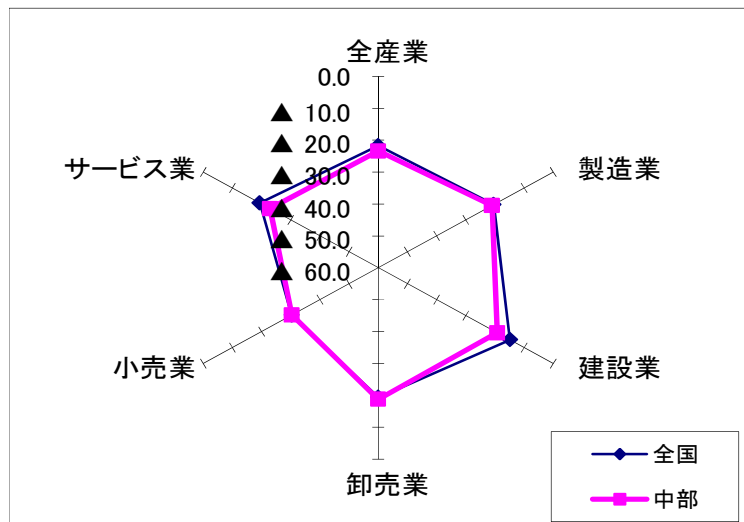 全産業
0.0
▲ 10.0
▲ 20.0
▲ 30.0
▲ 40.0
▲ 50.0
▲ 60.0
サービス業
製造業
小売業
建設業
卸売業
全国
中部